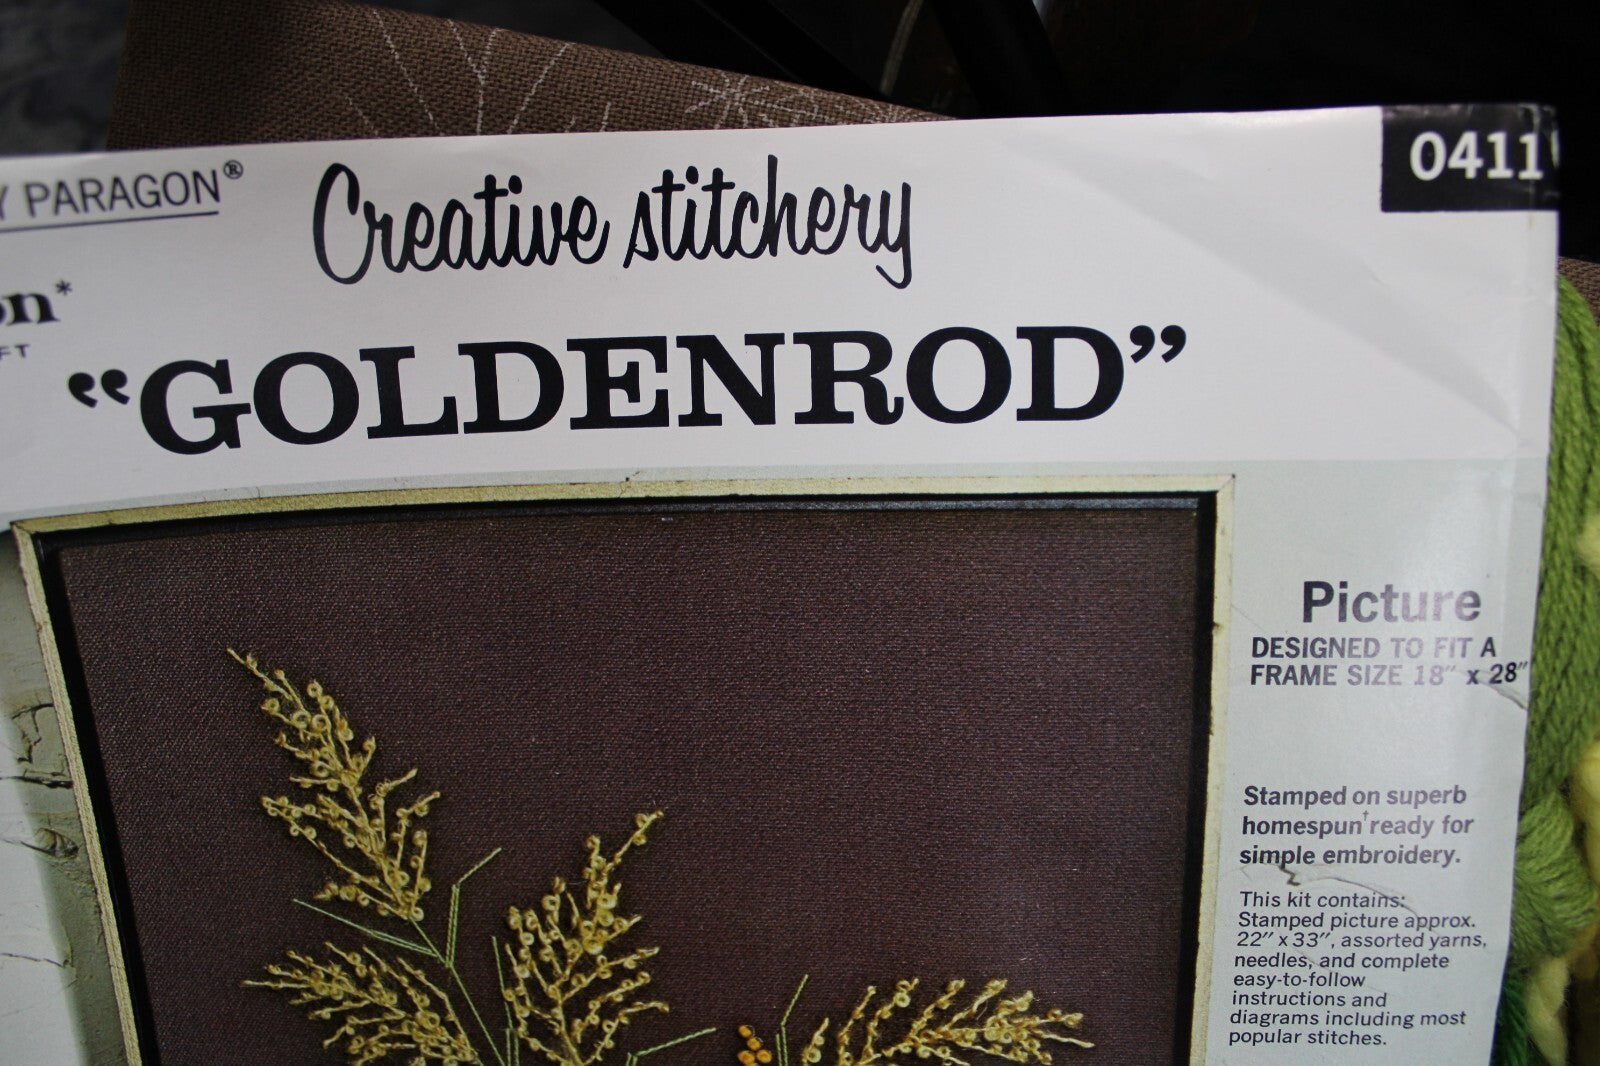 Y PARAGON®
Creative stitchery
0411
on*
FT
“GOLDENROD”
Picture
DESIGNED TO FIT A
FRAME SIZE 18″ x 28″
Stamped on superb
homespun† ready for
simple embroidery.
This kit contains:
Stamped picture approx.
22″ x 33″, assorted yarns,
needles, and complete
easy-to-follow
instructions and
diagrams including most
popular stitches.